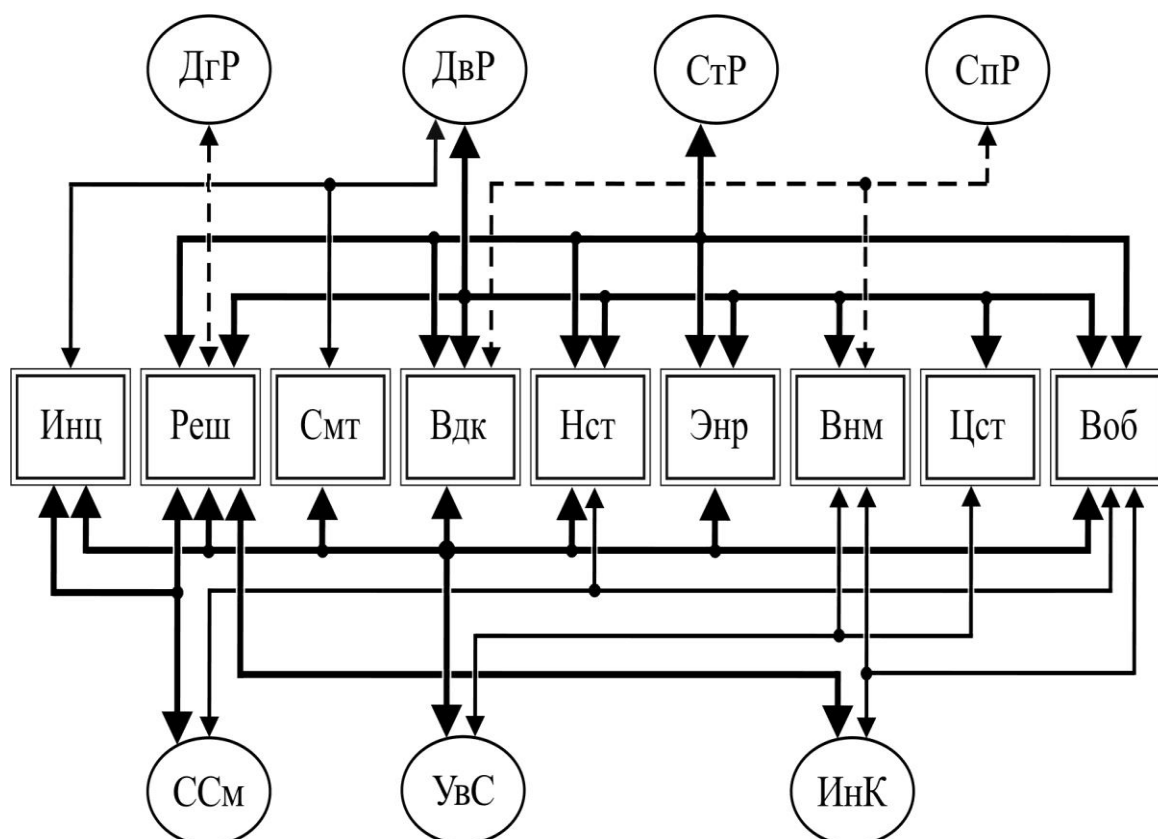 ДгР ДвР СтР СпР
Инц Реш Смт Вдк Нст Энр Внм Цст Воб
ССм УвС ИнК